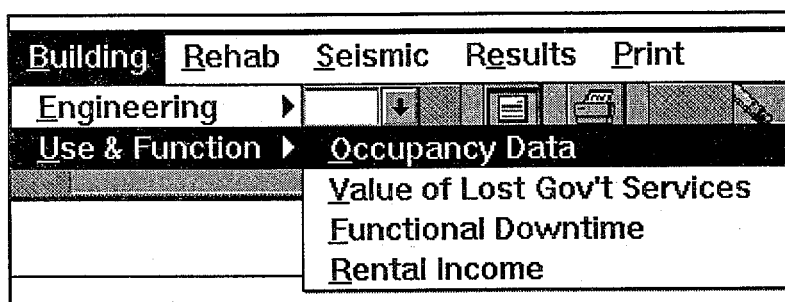 Building Rehab Seismic Results Print
Engineering
Use & Function Occupancy Data
Value of Lost Gov't Services
Functional Downtime
Rental Income